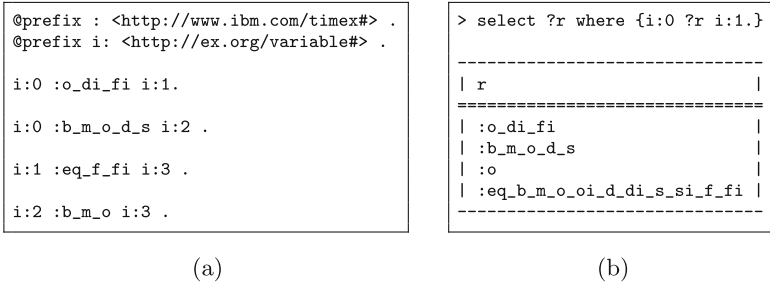 @prefix : <http://www.ibm.com/timex#> .
@prefix i: <http://ex.org/variable#> .
i:0 :o_di_fi i:1.
i:0 :b_m_o_d_s i:2 .
i:1 :eq_f_fi i:3 .
i:2 :b_m_o i:3 .
(a)
> select ?r where {i:0 ?r i:1.}
-------------------------------
| r                           |
===============================
| :o_di_fi                    |
| :b_m_o_d_s                  |
| :o                          |
| :eq_b_m_o_oi_d_di_s_si_f_fi |
-------------------------------
(b)